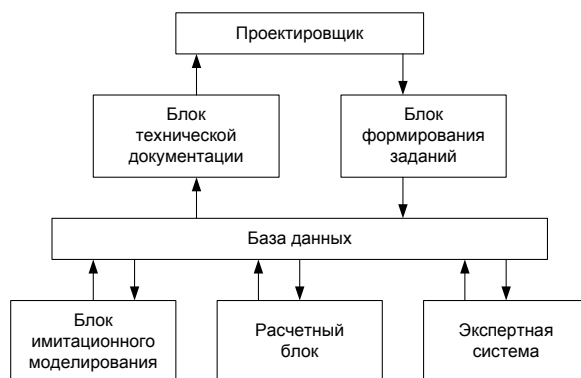 Проектировщик
Блок
технической
документации
Блок
формирования
заданий
База данных
Блок
имитационного
моделирования
Расчетный
блок
Экспертная
система